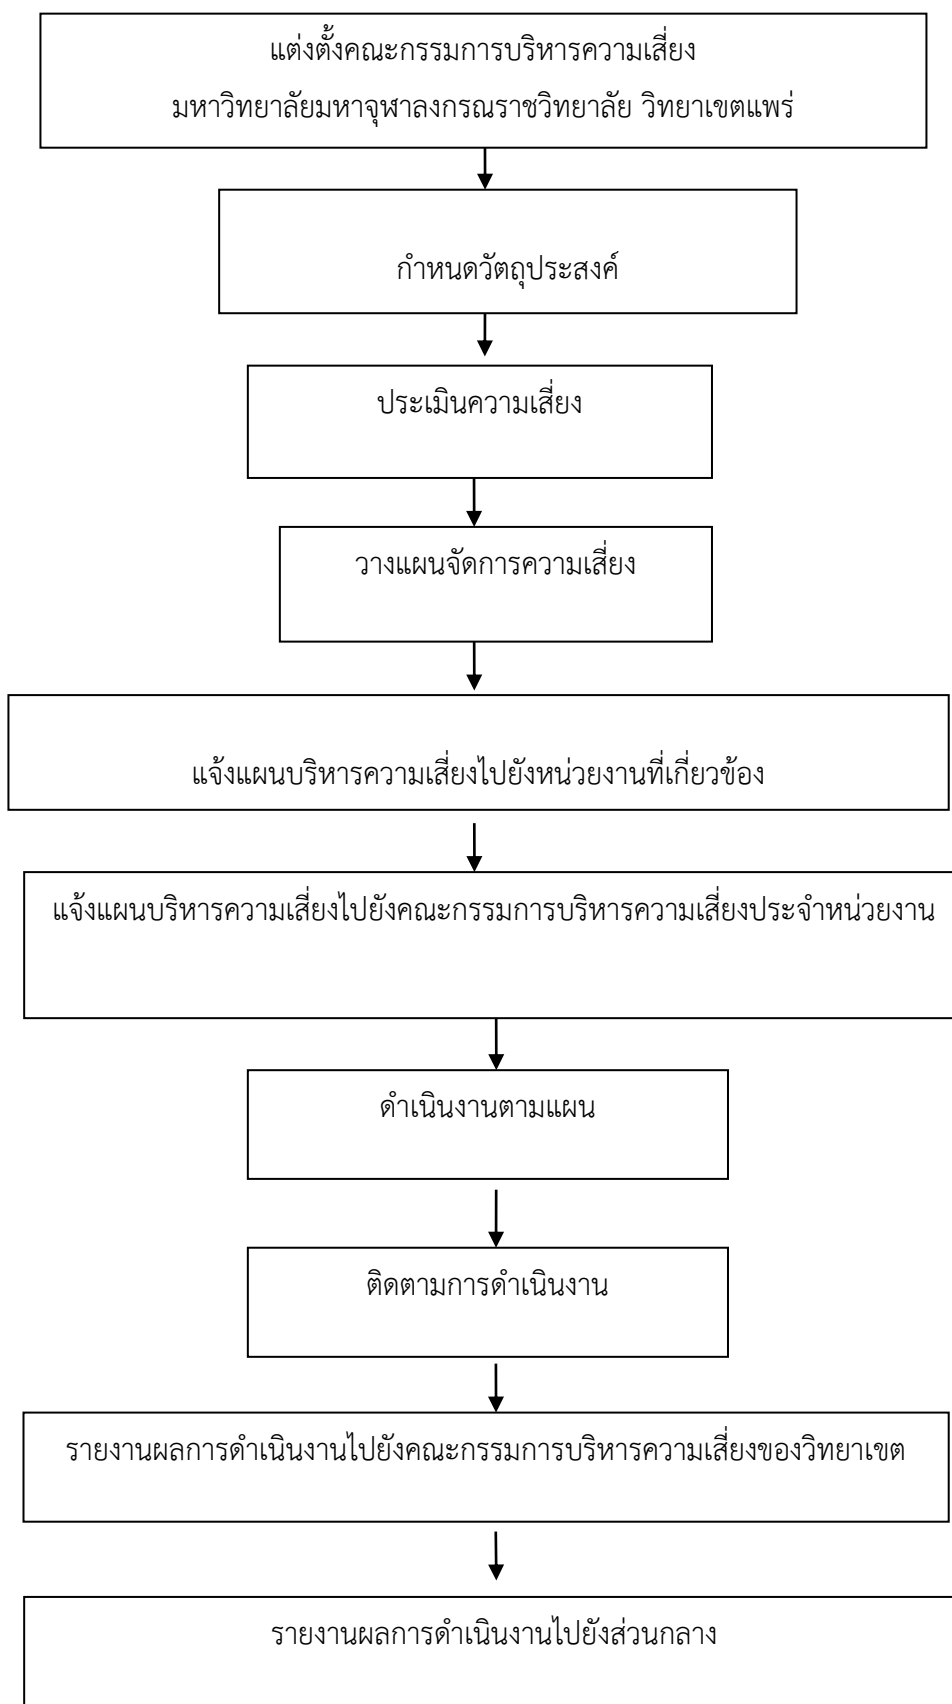 แต่งตั้งคณะกรรมการบริหารความเสี่ยง
มหาวิทยาลัยมหาจุฬาลงกรณราชวิทยาลัย วิทยาเขตแพร่
กำหนดวัตถุประสงค์
ประเมินความเสี่ยง
วางแผนจัดการความเสี่ยง
แจ้งแผนบริหารความเสี่ยงไปยังหน่วยงานที่เกี่ยวข้อง
แจ้งแผนบริหารความเสี่ยงไปยังคณะกรรมการบริหารความเสี่ยงประจำหน่วยงาน
ดำเนินงานตามแผน
ติดตามการดำเนินงาน
รายงานผลการดำเนินงานไปยังคณะกรรมการบริหารความเสี่ยงของวิทยาเขต
รายงานผลการดำเนินงานไปยังส่วนกลาง